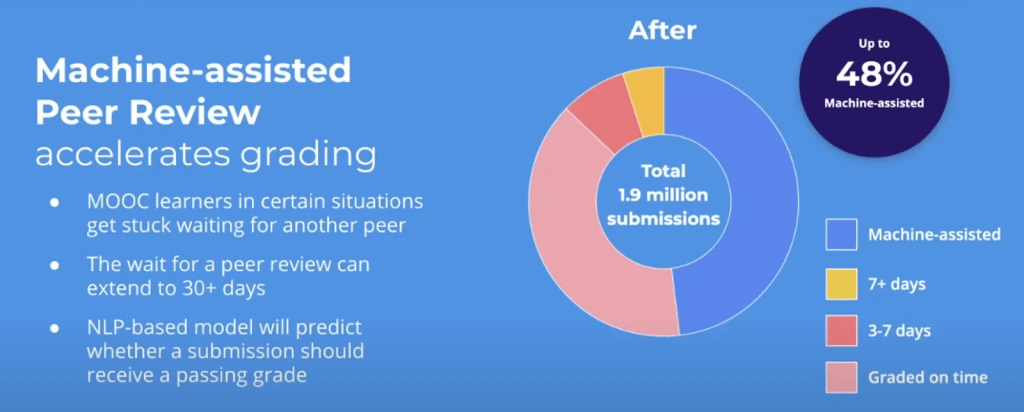 Machine-assisted
Peer Review
accelerates grading
• MOOC learners in certain situations
get stuck waiting for another peer
• The wait for a peer review can
extend to 30+ days
• NLP-based model will predict
whether a submission should
receive a passing grade
After
Total
1.9 million
submissions
Up to
48%
Machine-assisted
Machine-assisted
7+ days
3-7 days
Graded on time